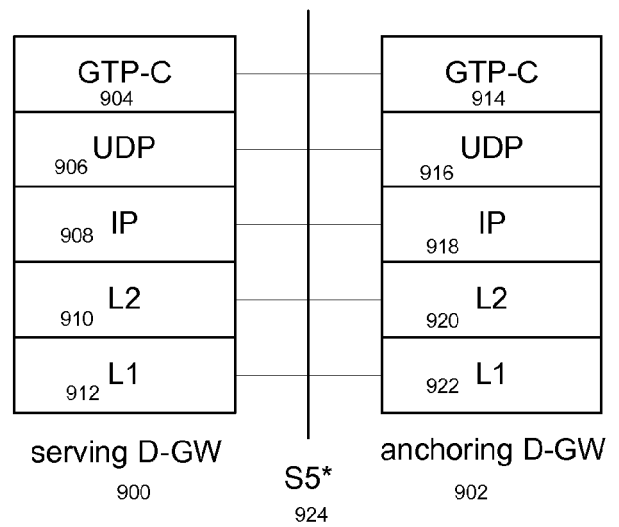 GTP-C
904
GTP-C
914
906 UDP
916 UDP
908 IP
918 IP
910 L2
920 L2
912 L1
922 L1
serving D-GW
900
S5*
924
anchoring D-GW
902